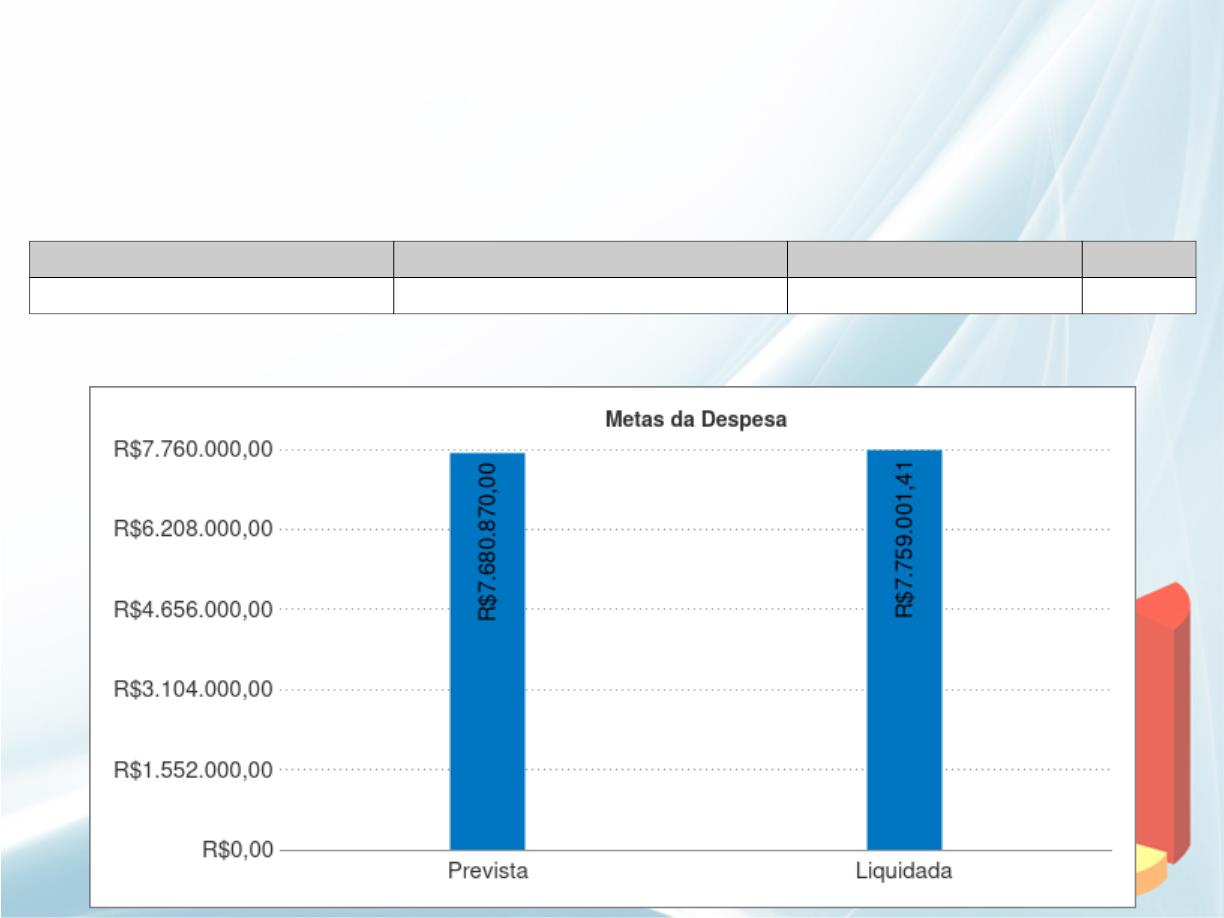 Metas da Despesa
R$7.760.000,00
R$6.208.000,00
R$4.656.000,00
R$3.104.000,00
R$1.552.000,00
R$0,00
R$7.680.870,00
R$7.759.001,41
Prevista
Liquidada